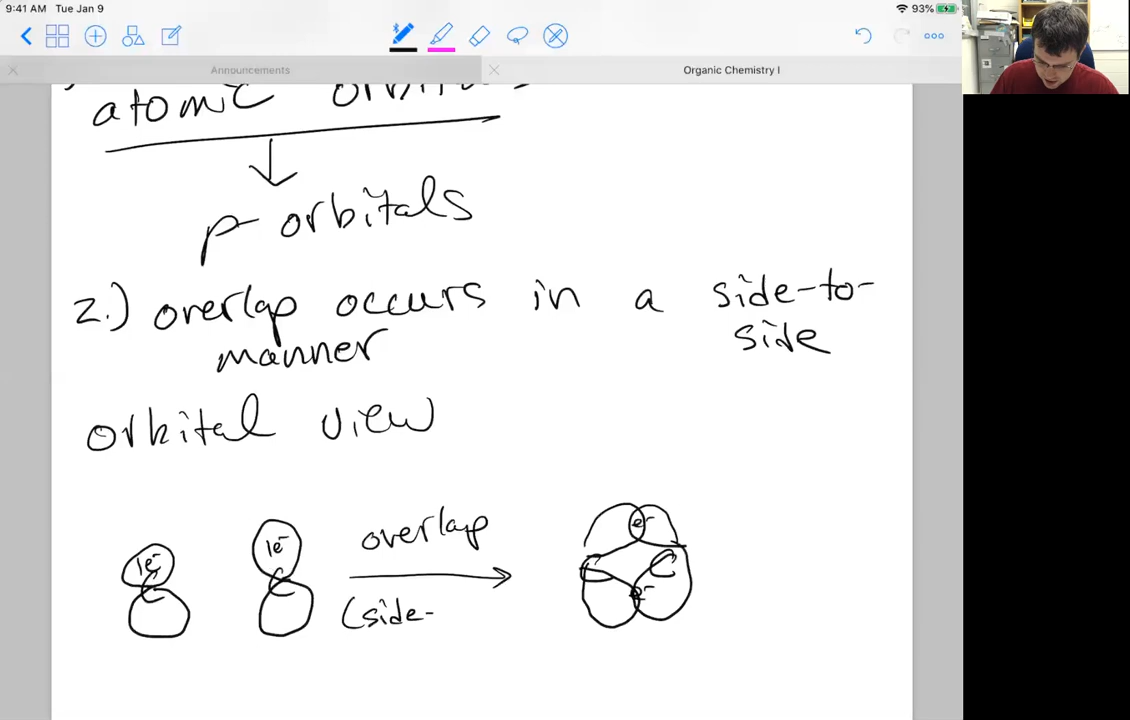 9:41 AM Tue Jan 9
93%
Announcements
Organic Chemistry I
atomic
p orbitals
2.) overlap occurs in a side-to-
side
manner
orbital view
1e- 1e- overlap e-
C C C C
(side- e-